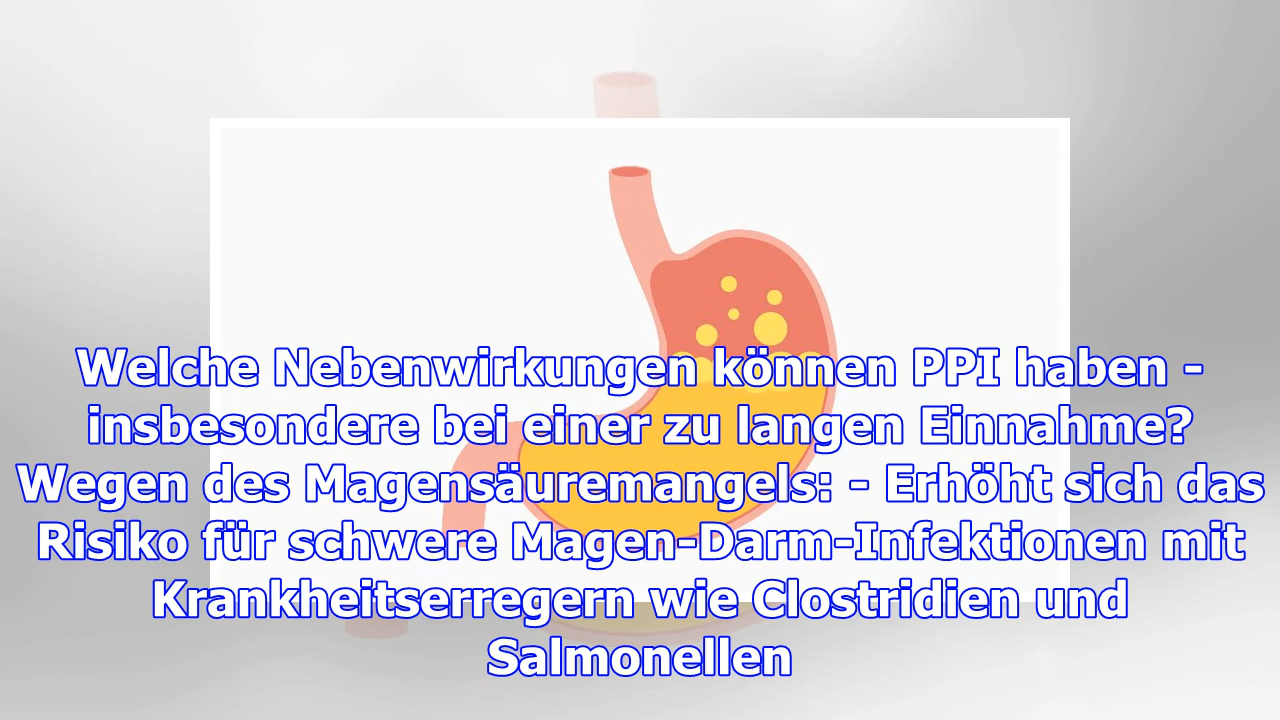 Welche Nebenwirkungen können PPI haben -
insbesondere bei einer zu langen Einnahme?
Wegen des Magensäuremangels: - Erhöht sich das
Risiko für schwere Magen-Darm-Infektionen mit
Krankheitserregern wie Clostridien und
Salmonellen